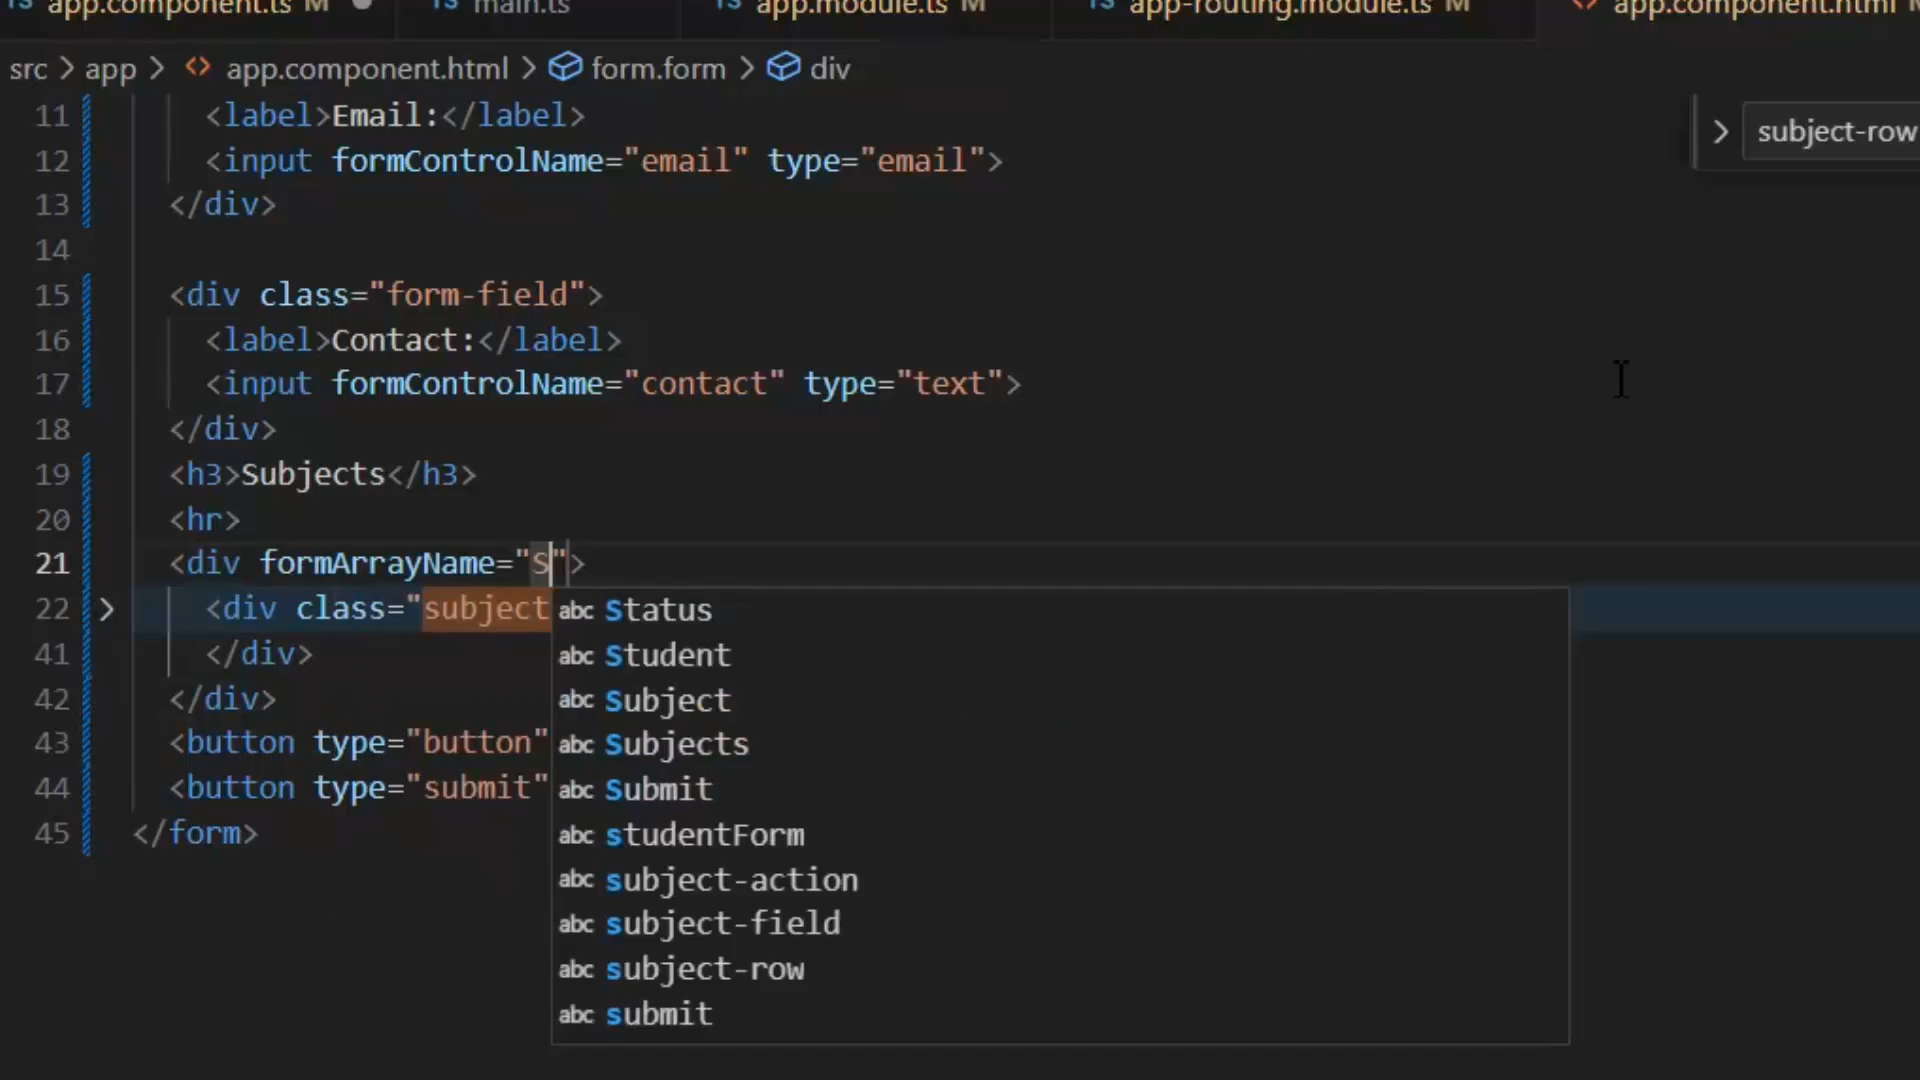 TS app.component.ts M TS main.ts TS app.module.ts M TS app-routing.module.ts M <> app.component.html
src > app > <> app.component.html > form.form > div
11 <label>Email:</label>
> subject-row
12 <input formControlName="email" type="email">
13 </div>
14
15 <div class="form-field">
16 <label>Contact:</label>
17 <input formControlName="contact" type="text">
18 </div>
19 <h3>Subjects</h3>
20 <hr>
21 <div formArrayName="S">
22 > <div class="subject
abc Status
41 </div>
abc Student
42 </div>
abc Subject
43 <button type="button"
abc Subjects
44 <button type="submit"
abc Submit
45 </form>
abc studentForm
abc subject-action
abc subject-field
abc subject-row
abc submit